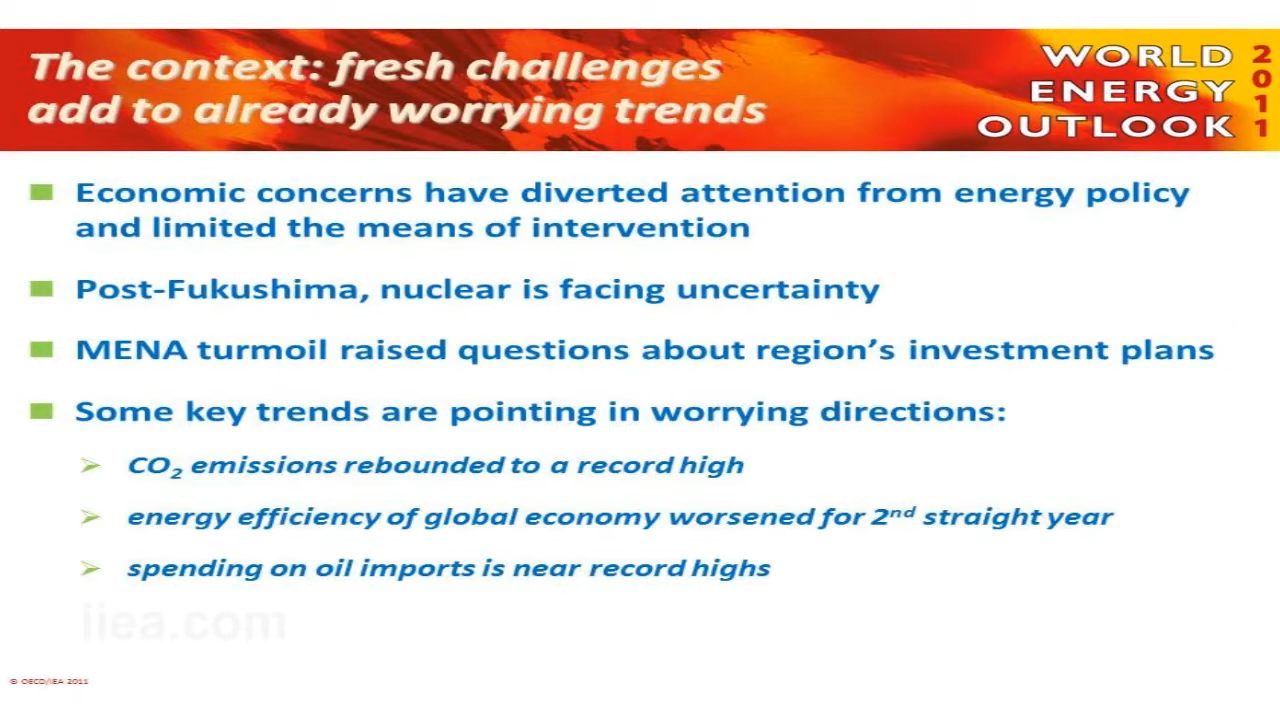 The context: fresh challenges
add to already worrying trends
WORLD
ENERGY
OUTLOOK
2011
Economic concerns have diverted attention from energy policy
and limited the means of intervention
Post-Fukushima, nuclear is facing uncertainty
MENA turmoil raised questions about region’s investment plans
Some key trends are pointing in worrying directions:
CO₂ emissions rebounded to a record high
energy efficiency of global economy worsened for 2ⁿᵈ straight year
spending on oil imports is near record highs
iiea.com
© OECD/IEA 2011